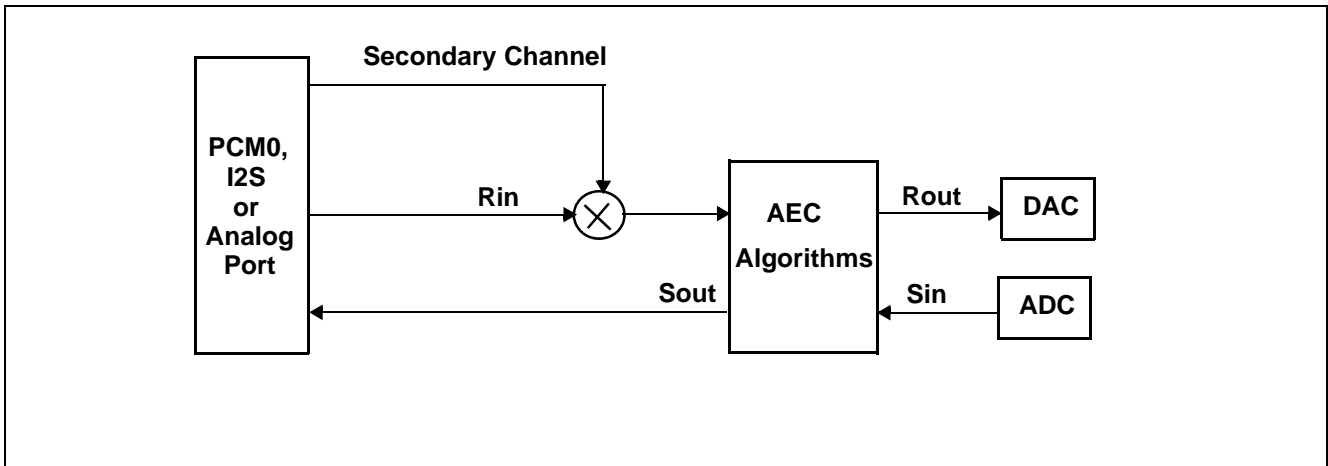 Secondary Channel
PCM0,
I2S
or
Analog
Port
Rin
AEC
Algorithms
Rout
DAC
Sout
Sin
ADC